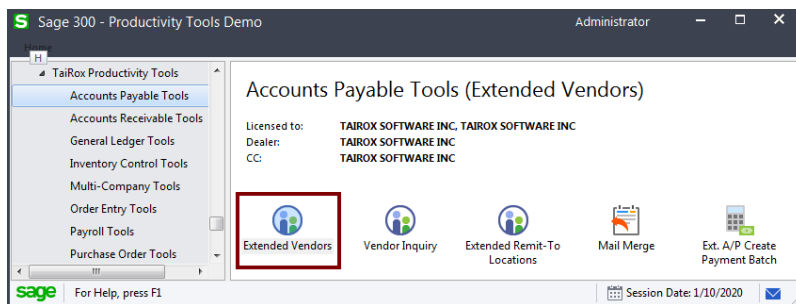 S Sage 300 - Productivity Tools Demo
Administrator
Home
H
TaiRox Productivity Tools
Accounts Payable Tools
Accounts Receivable Tools
General Ledger Tools
Inventory Control Tools
Multi-Company Tools
Order Entry Tools
Payroll Tools
Purchase Order Tools
Accounts Payable Tools (Extended Vendors)
Licensed to: TAIROX SOFTWARE INC, TAIROX SOFTWARE INC
Dealer: TAIROX SOFTWARE INC
CC: TAIROX SOFTWARE INC
Extended Vendors
Vendor Inquiry
Extended Remit-To
Locations
Mail Merge
Ext. A/P Create
Payment Batch
sage For Help, press F1
Session Date: 1/10/2020